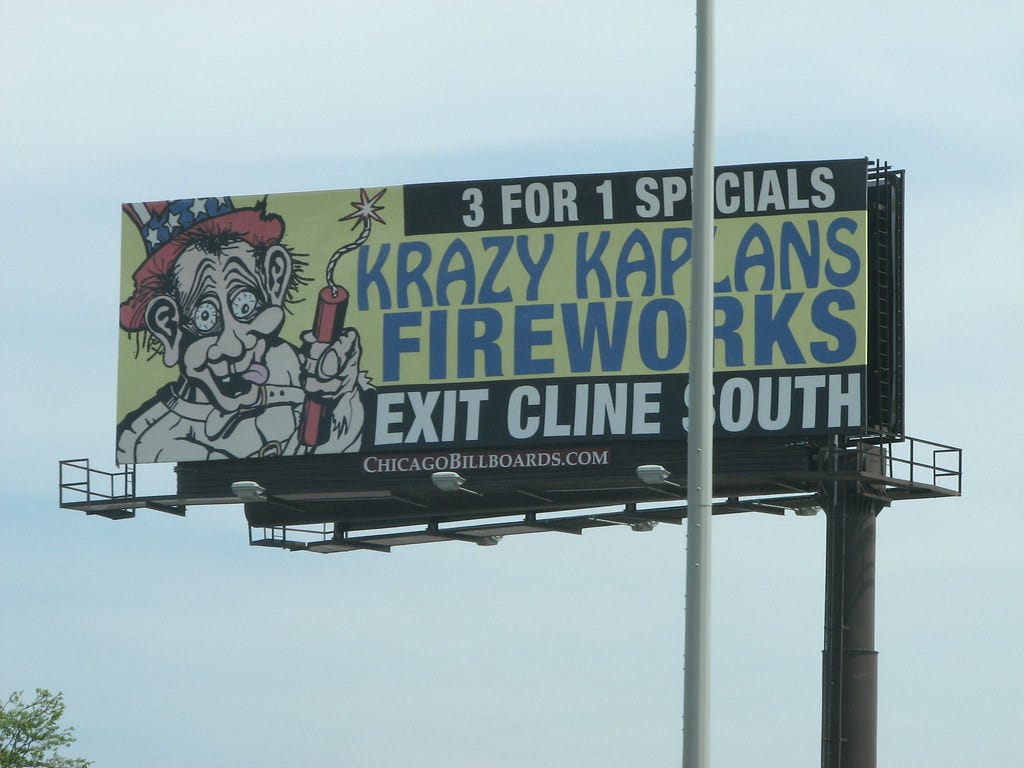 3 FOR 1 SPECIALS
KRAZY KAPLANS
FIREWORKS
EXIT CLINE SOUTH
CHICAGOBILLBOARDS.COM